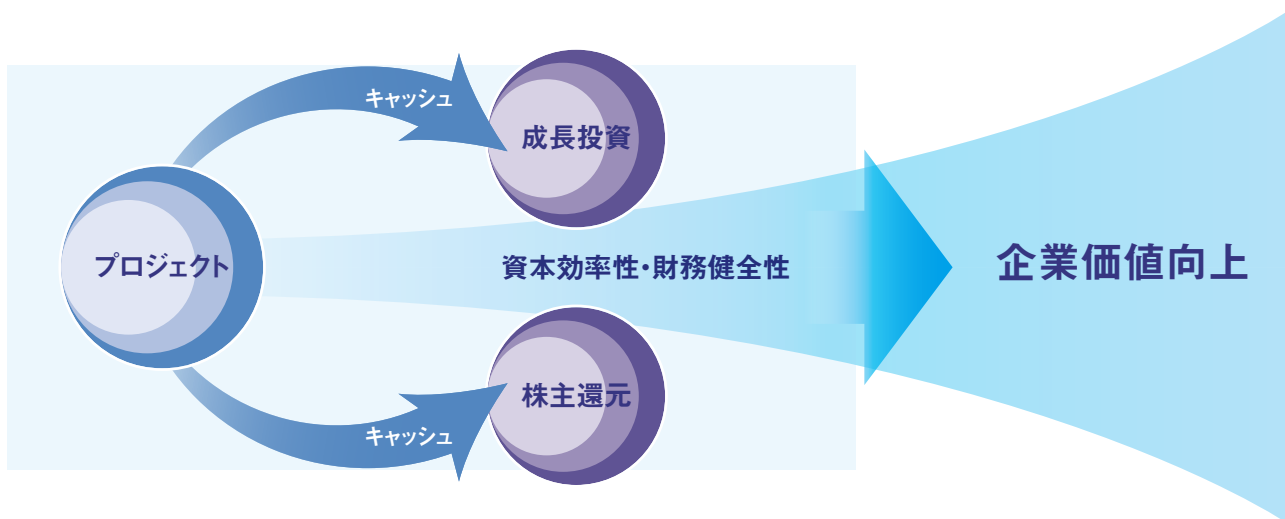 キャッシュ
成長投資
プロジェクト
資本効率性・財務健全性
企業価値向上
株主還元
キャッシュ